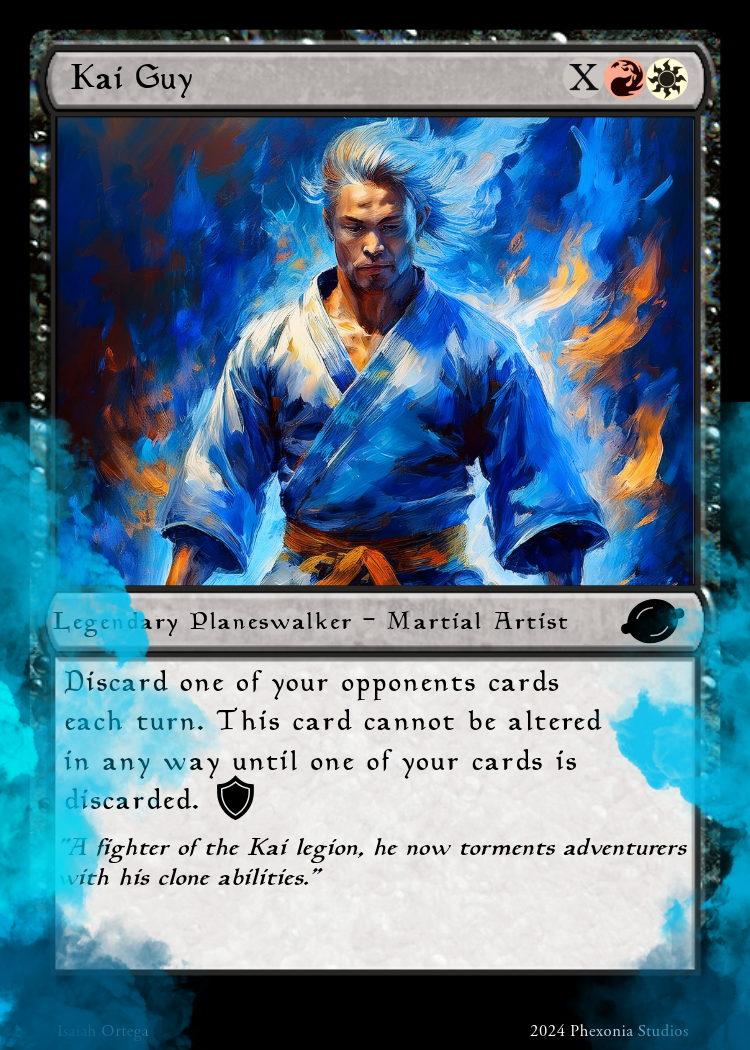 Kai Guy X
Legendary Planeswalker - Martial Artist
Discard one of your opponents cards
each turn. This card cannot be altered
in any way until one of your cards is
discarded.
"A fighter of the Kai legion, he now torments adventurers
with his clone abilities."
Isaiah Ortega 2024 Phexonia Studios